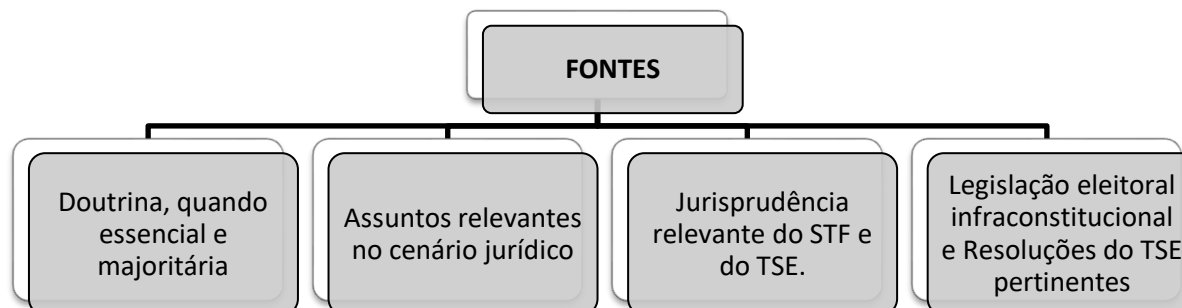 FONTES
Doutrina, quando
essencial e
majoritária
Assuntos relevantes
no cenário jurídico
Jurisprudência
relevante do STF e
do TSE.
Legislação eleitoral
infraconstitucional
e Resoluções do TSE
pertinentes